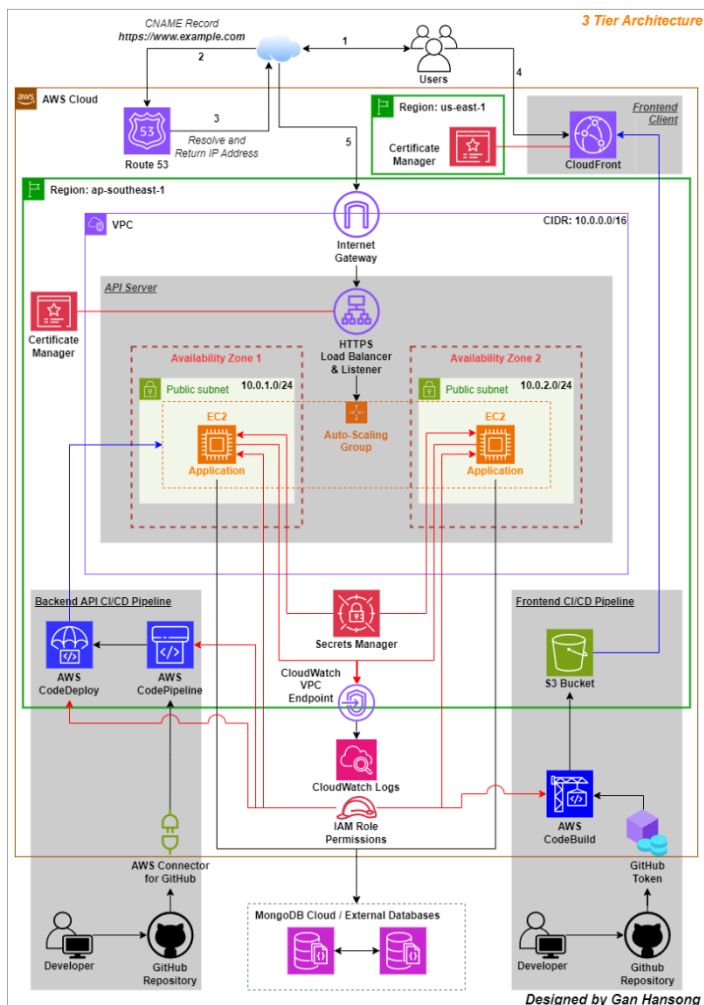 3 Tier Architecture
CNAME Record
https://www.example.com
1
2
Users
3
4
5
aws
AWS Cloud
53
Route 53
Resolve and
Return IP Address
Region: us-east-1
Certificate
Manager
Frontend
Client
CloudFront
Region: ap-southeast-1
VPC
CIDR: 10.0.0.0/16
Internet
Gateway
API Server
Certificate
Manager
HTTPS
Load Balancer
& Listener
Availability Zone 1
Availability Zone 2
Public subnet
10.0.1.0/24
Public subnet
10.0.2.0/24
EC2
Application
Auto-Scaling
Group
EC2
Application
Backend API CI/CD Pipeline
AWS
CodeDeploy
AWS
CodePipeline
Secrets Manager
CloudWatch
VPC
Endpoint
CloudWatch Logs
IAM Role
Permissions
Frontend CI/CD Pipeline
S3 Bucket
AWS
CodeBuild
GitHub
Token
AWS Connector
for GitHub
Developer
GitHub
Repository
MongoDB Cloud / External Databases
Developer
Github
Repository
Designed by Gan Hansong